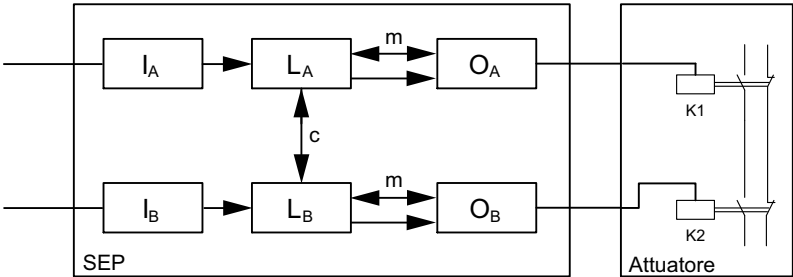 m
I_A L_A O_A
K1
c
m
I_B L_B O_B
K2
SEP Attuatore